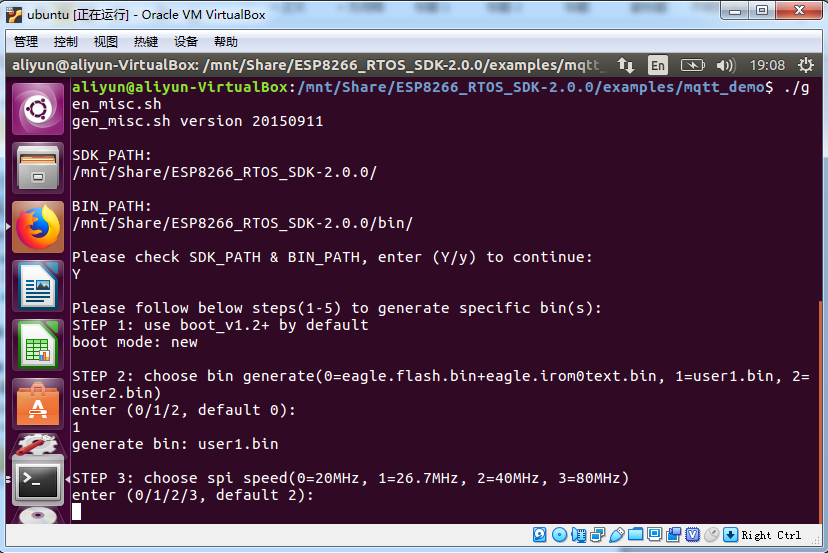 ubuntu [正在运行] - Oracle VM VirtualBox
管理 控制 视图 热键 设备 帮助
aliyun@aliyun-VirtualBox: /mnt/Share/ESP8266_RTOS_SDK-2.0.0/examples/mqtt_ En 19:08
aliyun@aliyun-VirtualBox:/mnt/Share/ESP8266_RTOS_SDK-2.0.0/examples/mqtt_demo$ ./g
en_misc.sh
gen_misc.sh version 20150911
SDK_PATH:
/mnt/Share/ESP8266_RTOS_SDK-2.0.0/
BIN_PATH:
/mnt/Share/ESP8266_RTOS_SDK-2.0.0/bin/
Please check SDK_PATH & BIN_PATH, enter (Y/y) to continue:
Y
Please follow below steps(1-5) to generate specific bin(s):
STEP 1: use boot_v1.2+ by default
boot mode: new
STEP 2: choose bin generate(0=eagle.flash.bin+eagle.irom0text.bin, 1=user1.bin, 2=
user2.bin)
enter (0/1/2, default 0):
1
generate bin: user1.bin
STEP 3: choose spi speed(0=20MHz, 1=26.7MHz, 2=40MHz, 3=80MHz)
enter (0/1/2/3, default 2):
Right Ctrl